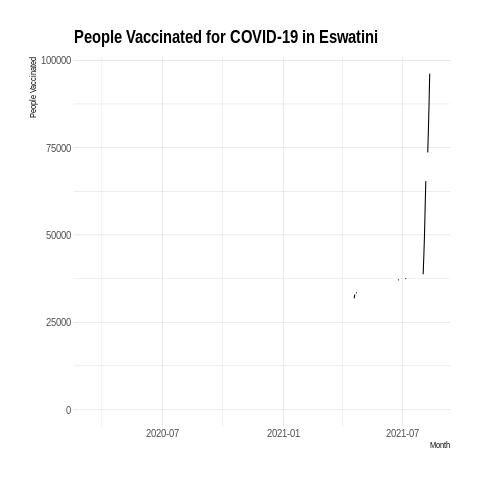 People Vaccinated for COVID-19 in Eswatini
People Vaccinated
100000
75000
50000
25000
0
2020-07 2021-01 2021-07
Month